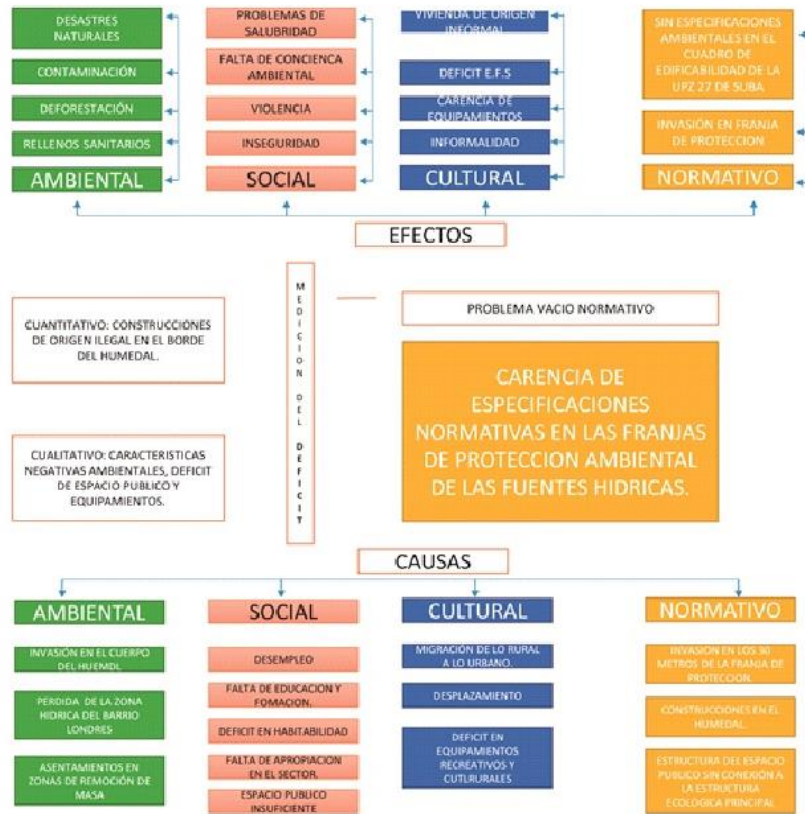 DESASTRES
NATURALES
CONTAMINACIÓN
DEFORESTACIÓN
RELLENOS SANITARIOS
AMBIENTAL
PROBLEMAS DE
SALUBRIDAD
FALTA DE CONCIENCA
AMBIENTAL
VIOLENCIA
INSEGURIDAD
SOCIAL
VIVIENDA DE ORIGEN
INFORMAL
DEFICIT E.F.S
CARENCIA DE
EQUIPAMIENTOS
INFORMALIDAD
CULTURAL
SIN ESPECIFICACIONES
AMBIENTALES EN EL
CUADRO DE
EDIFICABILIDAD DE LA
UPZ 27 DE SUBA
INVASIÓN EN FRANJA
DE PROTECCION
NORMATIVO
EFECTOS
CUANTITATIVO: CONSTRUCCIONES
DE ORIGEN ILEGAL EN EL BORDE
DEL HUMEDAL.
CUALITATIVO: CARACTERISTICAS
NEGATIVAS AMBIENTALES, DEFICIT
DE ESPACIO PUBLICO Y
EQUIPAMIENTOS.
MEDICION DEL DEFICIT
PROBLEMA VACIO NORMATIVO
CARENCIA DE
ESPECIFICACIONES
NORMATIVAS EN LAS FRANJAS
DE PROTECCION AMBIENTAL
DE LAS FUENTES HIDRICAS.
CAUSAS
AMBIENTAL
INVASIÓN EN EL CUERPO
DEL HUEMDL.
PERDIDA DE LA ZONA
HIDRICA DEL BARRIO
LONDRES
ASENTAMIENTOS EN
ZONAS DE REMOCIÓN DE
MASA
SOCIAL
DESEMPLEO
FALTA DE EDUCACION Y
FOMACION.
DEFICIT EN HABITABILIDAD
FALTA DE APROPIACION
EN EL SECTOR.
ESPACIO PUBLICO
INSUFICIENTE
CULTURAL
MIGRACIÓN DE LO RURAL
A LO URBANO.
DESPLAZAMIENTO
DEFICIT EN
EQUIPAMIENTOS
RECREATIVOS Y
CUTLRURALES
NORMATIVO
INVASIÓN EN LOS 30
METROS DE LA FRANJA DE
PROTECCION.
CONSTRUCCIONES EN EL
HUMEDAL.
ESTRUCTURA DEL ESPACIO
PUBLICO SIN CONEXIÓN A
LA ESTRUCTURA
ECOLOGICA PRINCIPAL